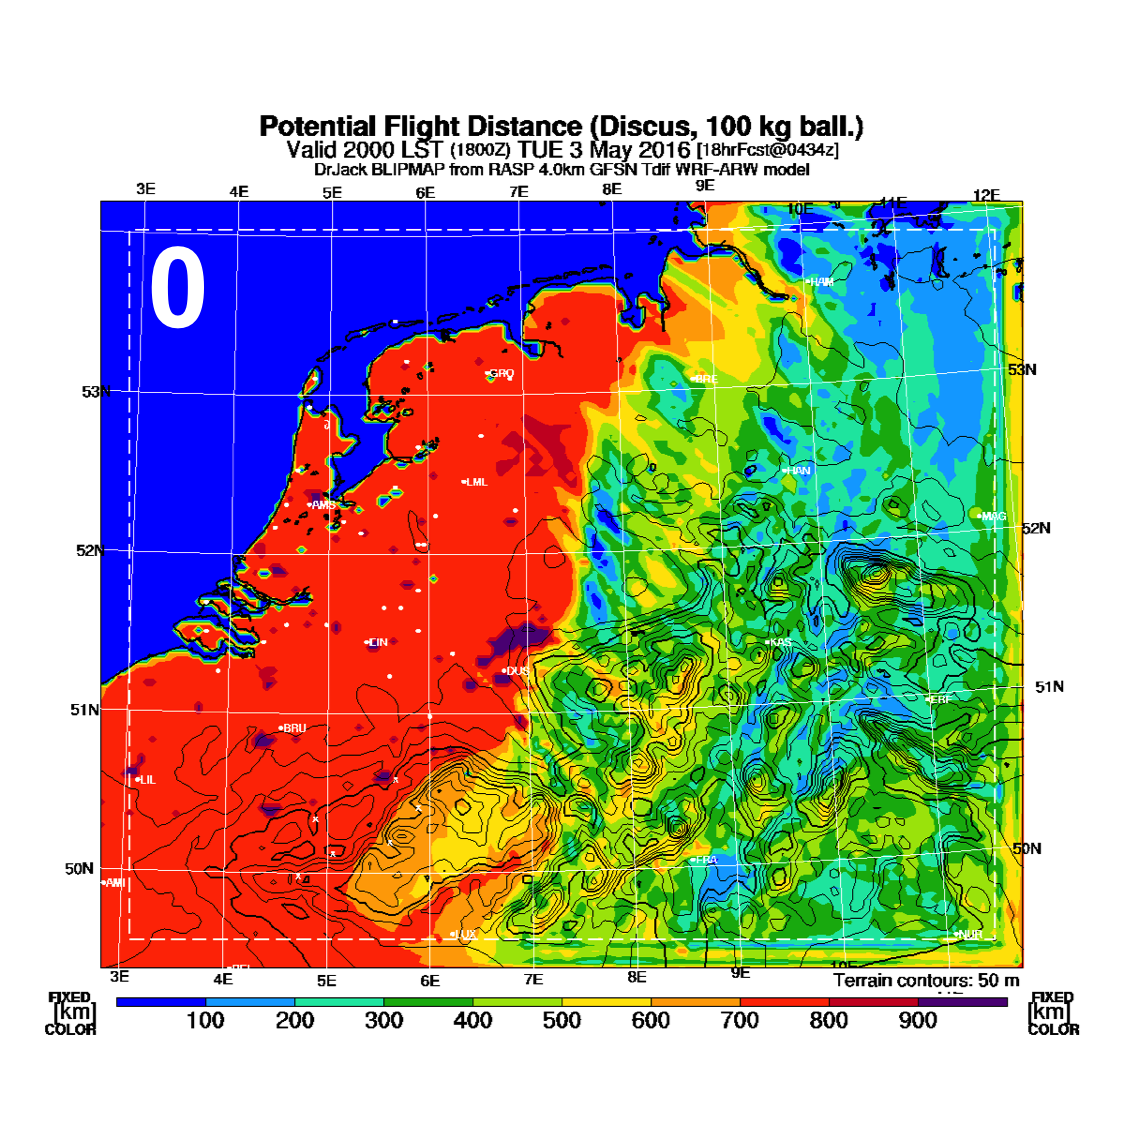 Potential Flight Distance (Discus, 100 kg ball.)
Valid 2000 LST (1800Z) TUE 3 May 2016 [18hrFcst@0434z]
DrJack BLIPMAP from RASP 4.0km GFSN Tdif WRF-ARW model
3E 4E 5E 6E 7E 8E 9E 10E 11E 12E
0
HAM
53N GRO BRE 53N
LML HAN
AMS MAG
52N 52N
EIN KAS
DUS ERF
51N 51N
BRU
LIL
50N FRA 50N
AMI
LUX NUR
3E 4E 5E 6E 7E 8E 9E 10E
Terrain contours: 50 m
FIXED FIXED
[km] [km]
COLOR COLOR
100 200 300 400 500 600 700 800 900